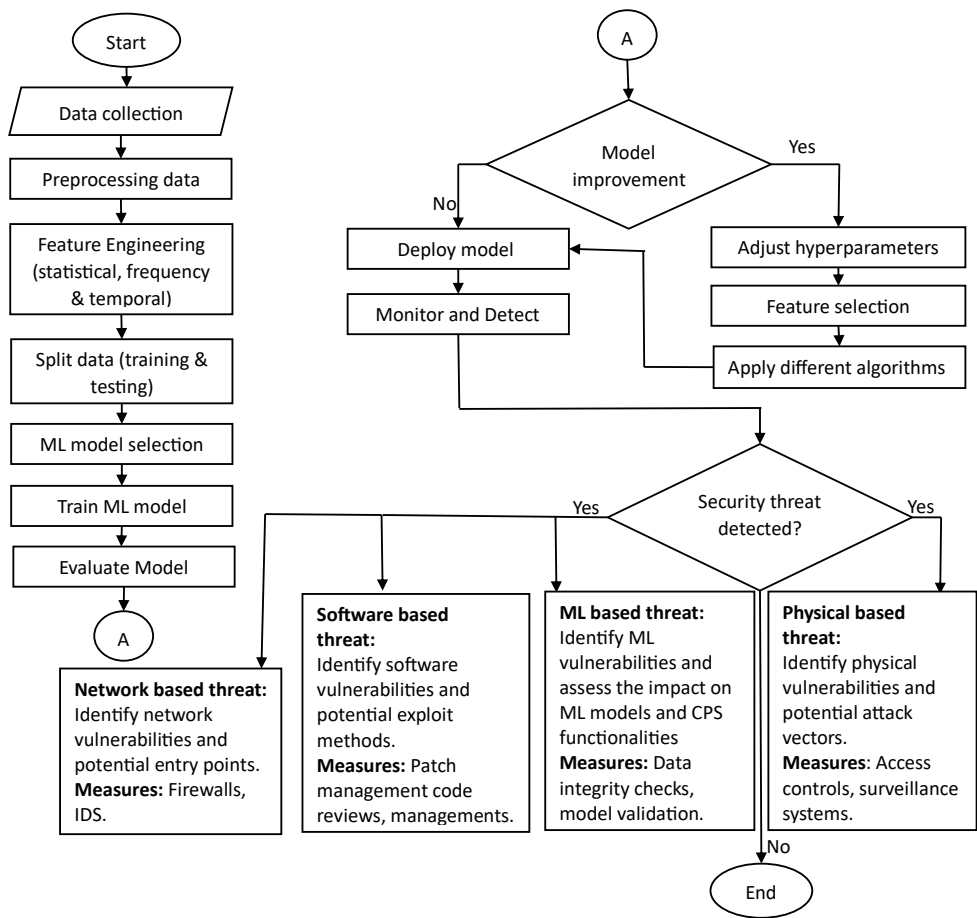 Start
Data collection
Preprocessing data
Feature Engineering
(statistical, frequency
& temporal)
Split data (training &
testing)
ML model selection
Train ML model
Evaluate Model
A
A
Model
improvement
Yes
No
Deploy model
Adjust hyperparameters
Monitor and Detect
Feature selection
Apply different algorithms
Security threat
detected?
Yes
Yes
Network based threat:
Identify network
vulnerabilities and
potential entry points.
Measures: Firewalls,
IDS.
Software based
threat:
Identify software
vulnerabilities and
potential exploit
methods.
Measures: Patch
management code
reviews, managements.
ML based threat:
Identify ML
vulnerabilities and
assess the impact on
ML models and CPS
functionalities
Measures: Data
integrity checks,
model validation.
Physical based
threat:
Identify physical
vulnerabilities and
potential attack
vectors.
Measures: Access
controls, surveillance
systems.
No
End